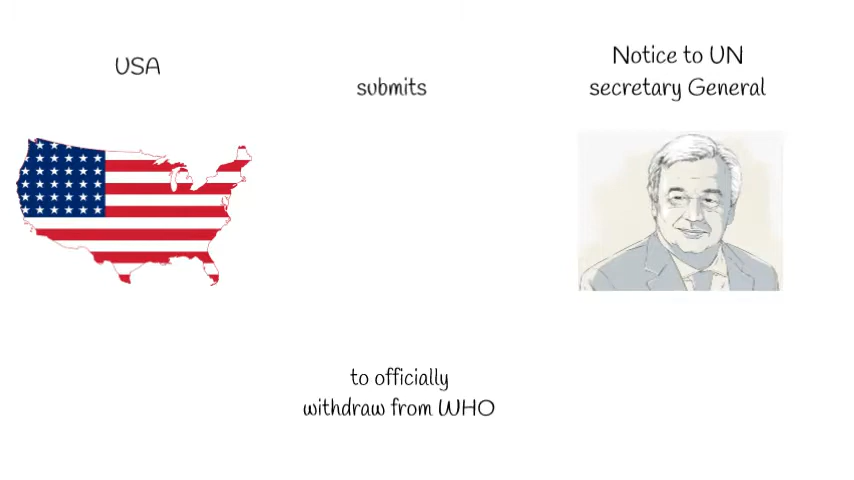 USA
submits
Notice to UN
secretary General
to officially
withdraw from WHO